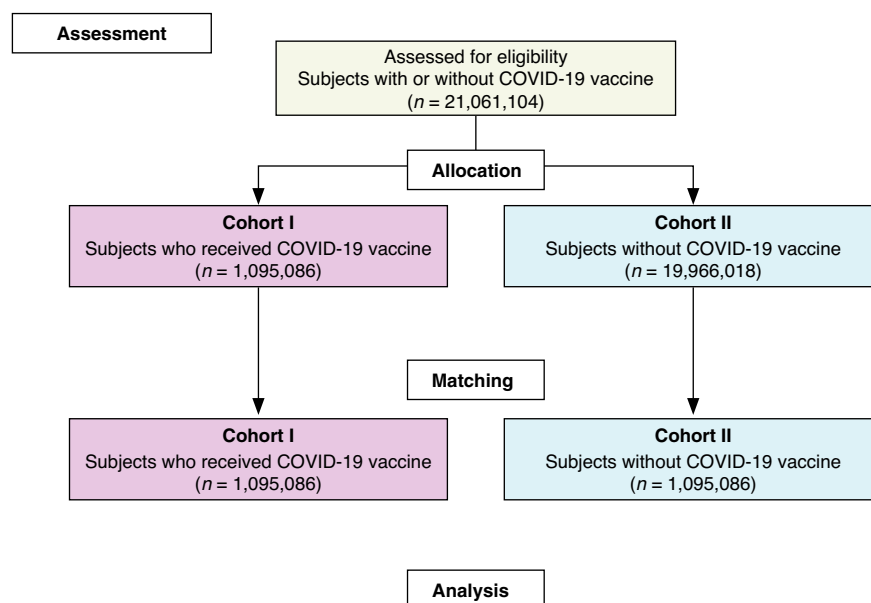 Assessment
Assessed for eligibility
Subjects with or without COVID-19 vaccine
(n = 21,061,104)
Allocation
Cohort I
Subjects who received COVID-19 vaccine
(n = 1,095,086)
Cohort II
Subjects without COVID-19 vaccine
(n = 19,966,018)
Matching
Cohort I
Subjects who received COVID-19 vaccine
(n = 1,095,086)
Cohort II
Subjects without COVID-19 vaccine
(n = 1,095,086)
Analysis